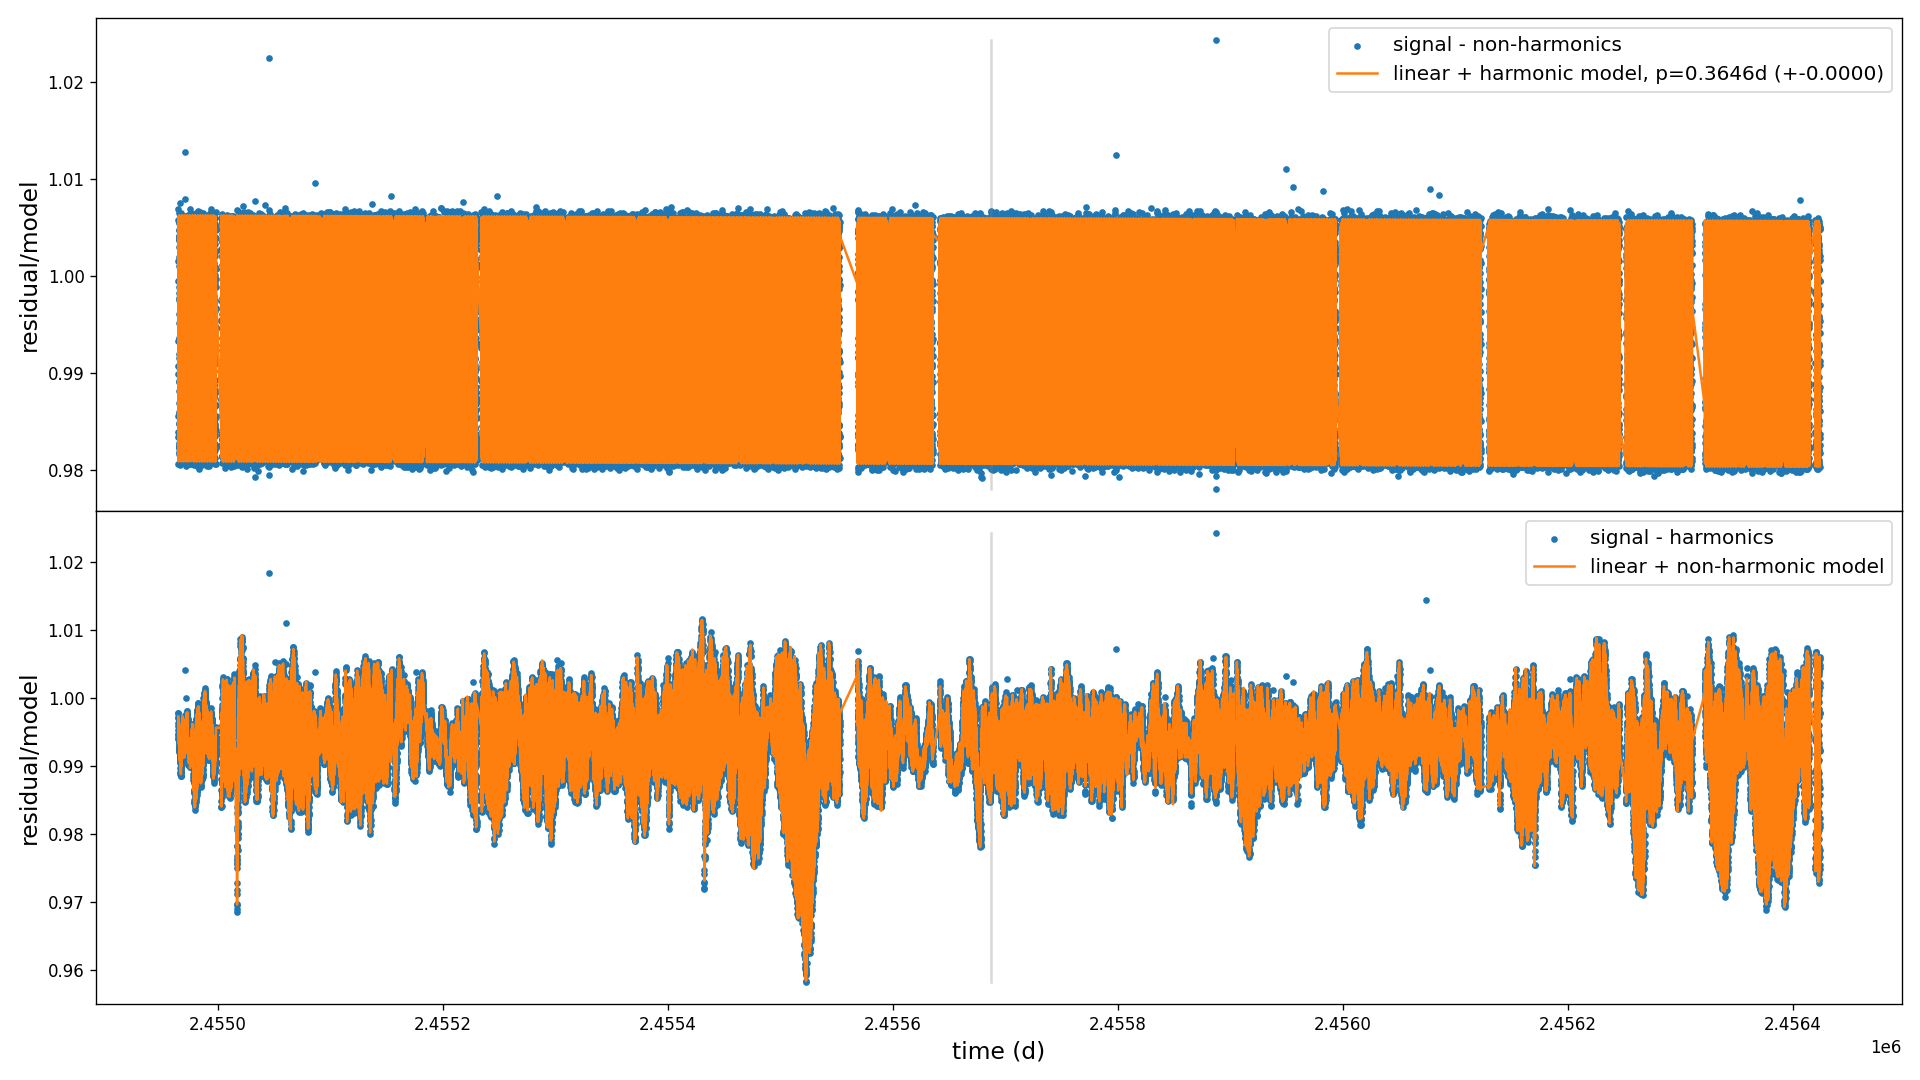 signal - non-harmonics
linear + harmonic model, p=0.3646d (+-0.0000)
residual/model
1.02
1.01
1.00
0.99
0.98
signal - harmonics
linear + non-harmonic model
residual/model
1.02
1.01
1.00
0.99
0.98
0.97
0.96
2.4550 2.4552 2.4554 2.4556 2.4558 2.4560 2.4562 2.4564
time (d)
1e6